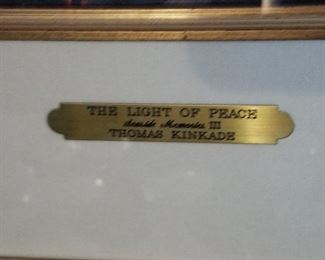 THE LIGHT OF PEACE
Seaside Memories III
THOMAS KINKADE